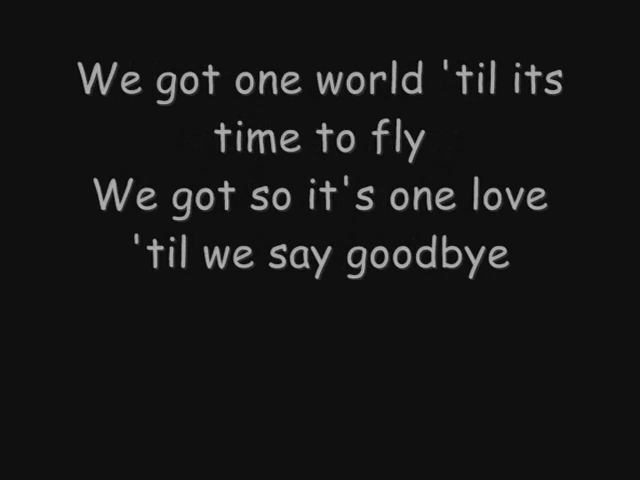 We got one world 'til its
time to fly
We got so it's one love
'til we say goodbye